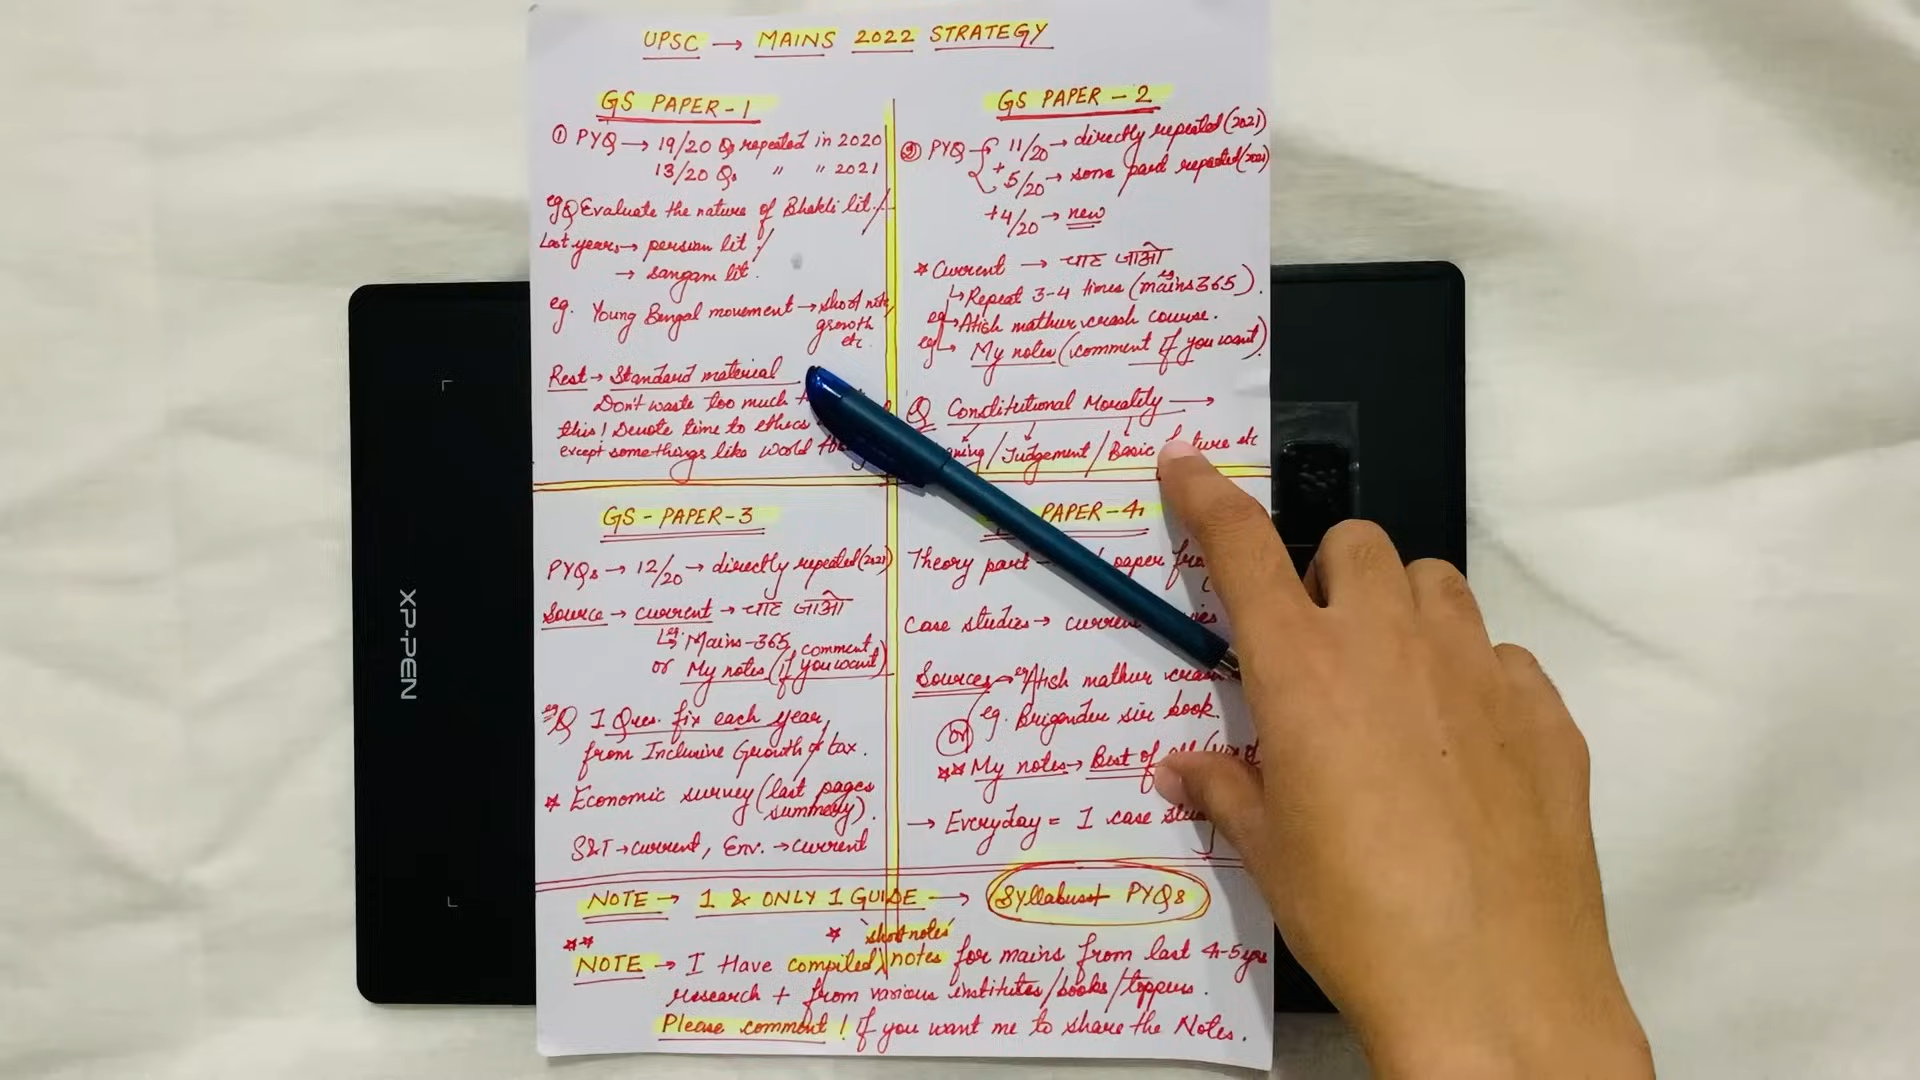 UPSC → MAINS 2022 STRATEGY
GS PAPER-1
① PYQ → 19/20 Qs repeated in 2020
13/20 Qs " " 2021
eg Q Evaluate the nature of Bhakti lit./
Last years → persian lit /
→ sangam lit.
eg. Young Bengal movement → short note,
growth
etc.
Rest → Standard material
Don't waste too much
this! Devote time to ethics
except somethings like World
GS PAPER - 2
② PYQ → 11/20 → directly repeated (2021)
+ 5/20 → some part repeated (2021)
+4/20 → new
* Current → चाट जाओ
↳ Repeat 3-4 times (eg mains 365).
eg → Atish mathur crash course.
eg ↳ My notes (comment If you want).
Q Constitutional Morality →
/ Judgement / Basic etc
GS - PAPER-3
PYQs → 12/20 → directly repeated (2021)
Source → current → चाट जाओ
↳ eg. Mains-365
or My notes (comment if you want)
eg Q 1 Ques. fix each year,
from Inclusive Growth & tax.
* Economic survey (last pages
summary).
S&T → current, Env. → current
PAPER-4
Theory part paper
Case studies →
Sources → eg Atish mathur
or eg. Brigender sir book.
** My notes → Best of
→ Everyday = 1 case
NOTE → 1 & ONLY 1 GUIDE → Syllabus + PYQs
**
NOTE → I Have compiled * 'short notes' notes for mains from last 4-5 yrs
research + from various institutes/books/toppers.
Please comment! If you want me to share the Notes.
XP-PEN